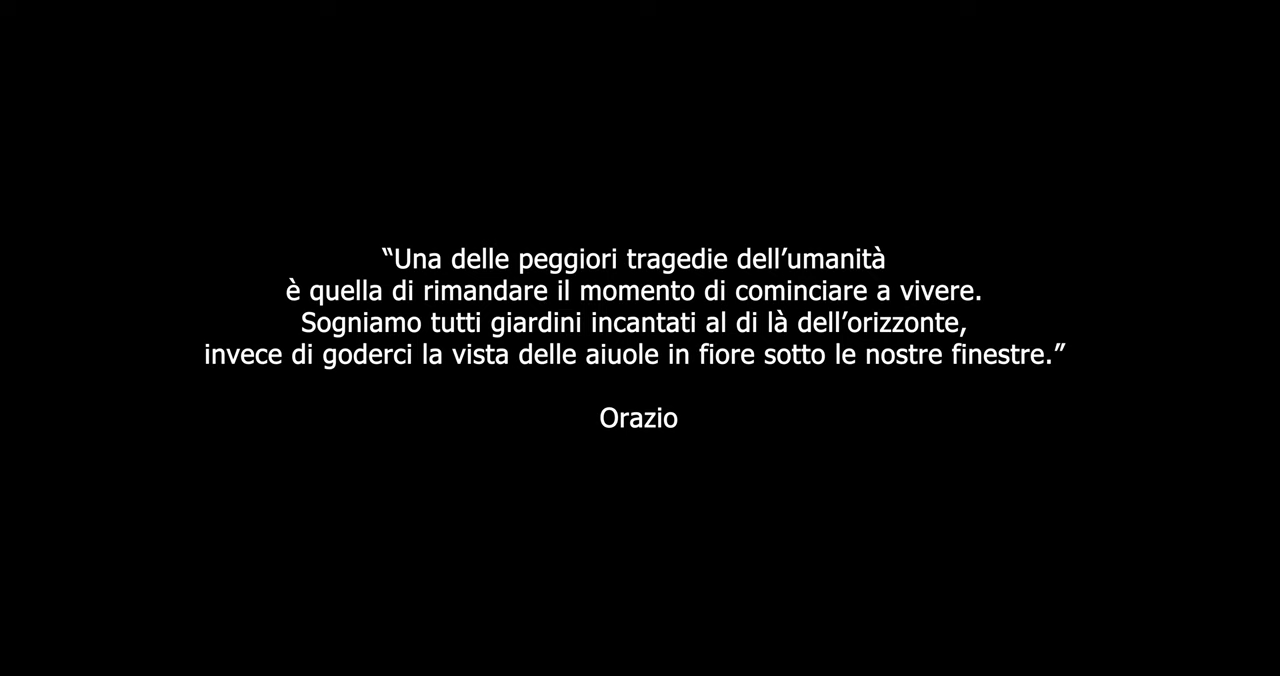 “Una delle peggiori tragedie dell’umanità
è quella di rimandare il momento di cominciare a vivere.
Sogniamo tutti giardini incantati al di là dell’orizzonte,
invece di goderci la vista delle aiuole in fiore sotto le nostre finestre.”
Orazio